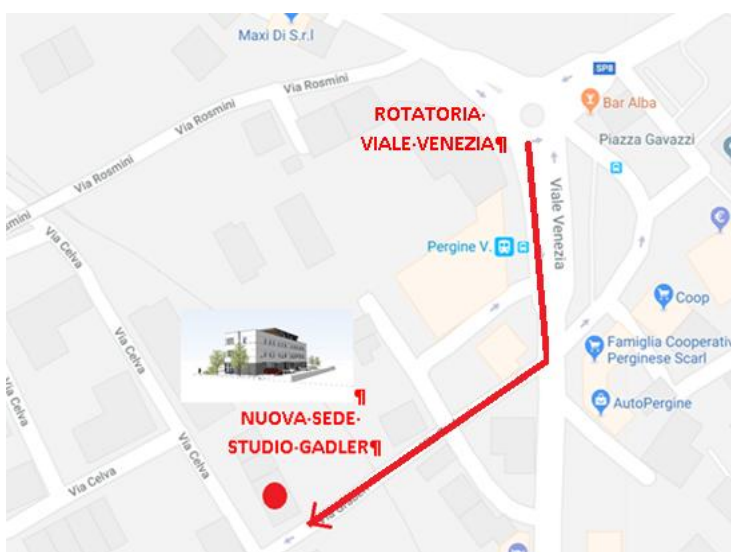 Maxi Di S.r.l
SP8
Via Rosmini
Via Rosmini
Via Rosmini
ROTATORIA·
VIALE·VENEZIA¶
Bar Alba
Piazza Gavazzi
Viale Venezia
Via Celva
Pergine V.
Coop
Famiglia Cooperativ
Perginese Scarl
AutoPergine
¶
NUOVA·SEDE·
STUDIO·GADLER¶
Via Celva
Via Celva
Via Celva